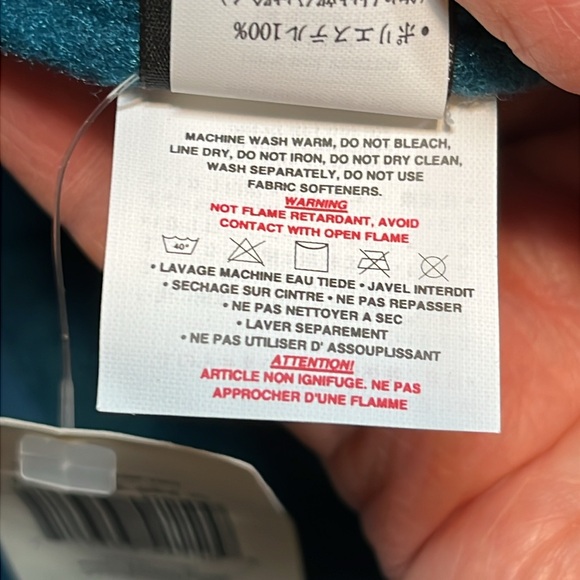 • ポリエステル100%
MACHINE WASH WARM, DO NOT BLEACH,
LINE DRY, DO NOT IRON, DO NOT DRY CLEAN,
WASH SEPARATELY, DO NOT USE
FABRIC SOFTENERS.
WARNING
NOT FLAME RETARDANT, AVOID
CONTACT WITH OPEN FLAME
40°
• LAVAGE MACHINE EAU TIEDE • JAVEL INTERDIT
• SECHAGE SUR CINTRE • NE PAS REPASSER
• NE PAS NETTOYER A SEC
• LAVER SEPAREMENT
• NE PAS UTILISER D' ASSOUPLISSANT
ATTENTION!
ARTICLE NON IGNIFUGE. NE PAS
APPROCHER D'UNE FLAMME